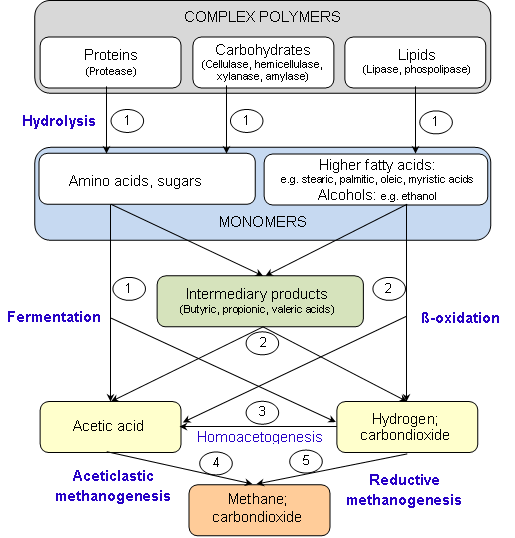 COMPLEX POLYMERS
Proteins
(Protease)
Carbohydrates
(Cellulase, hemicellulase,
xylanase, amylase)
Lipids
(Lipase, phospolipase)
Hydrolysis
1
1
1
Amino acids, sugars
Higher fatty acids:
e.g. stearic, palmitic, oleic, myristic acids
Alcohols: e.g. ethanol
MONOMERS
1
2
Intermediary products
(Butyric, propionic, valeric acids)
Fermentation
ß-oxidation
2
Acetic acid
3
Homoacetogenesis
Hydrogen;
carbondioxide
4
5
Aceticlastic
methanogenesis
Reductive
methanogenesis
Methane;
carbondioxide